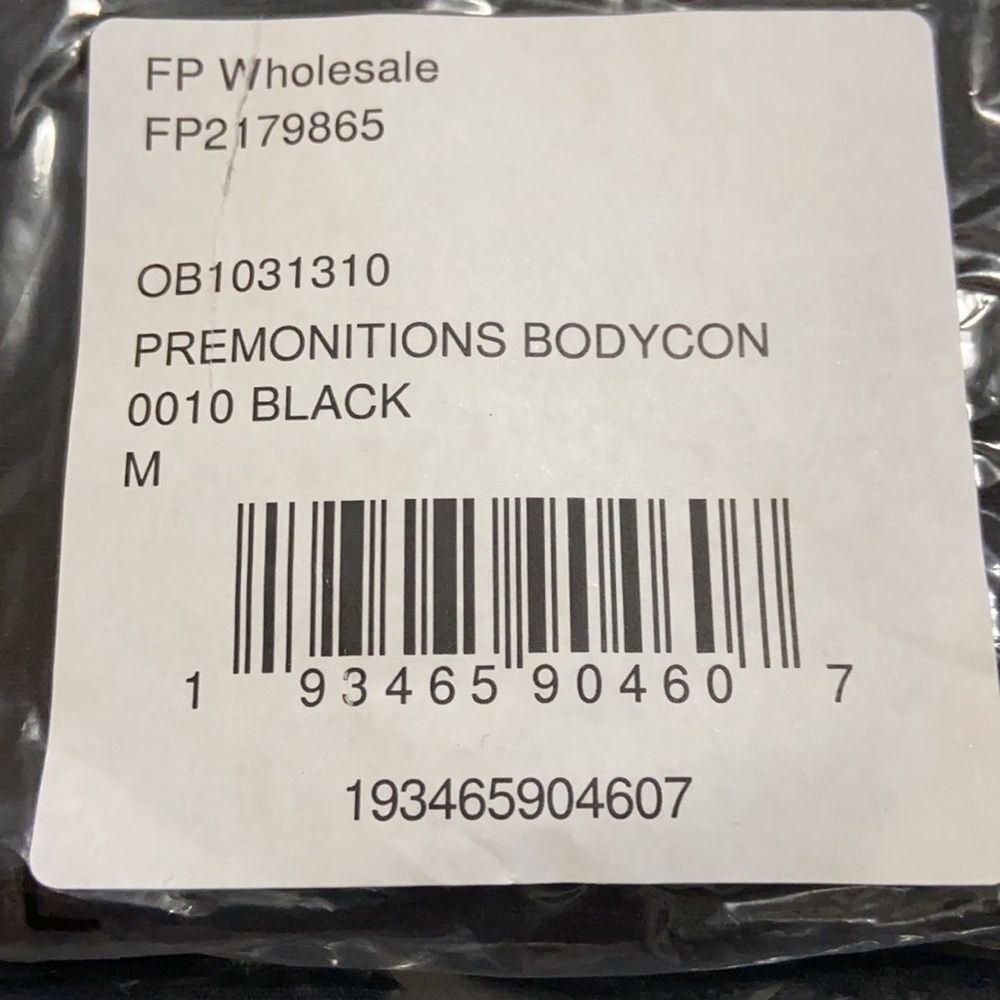 FP Wholesale
FP2179865
OB1031310
PREMONITIONS BODYCON
0010 BLACK
M
1 93465 90460 7
193465904607